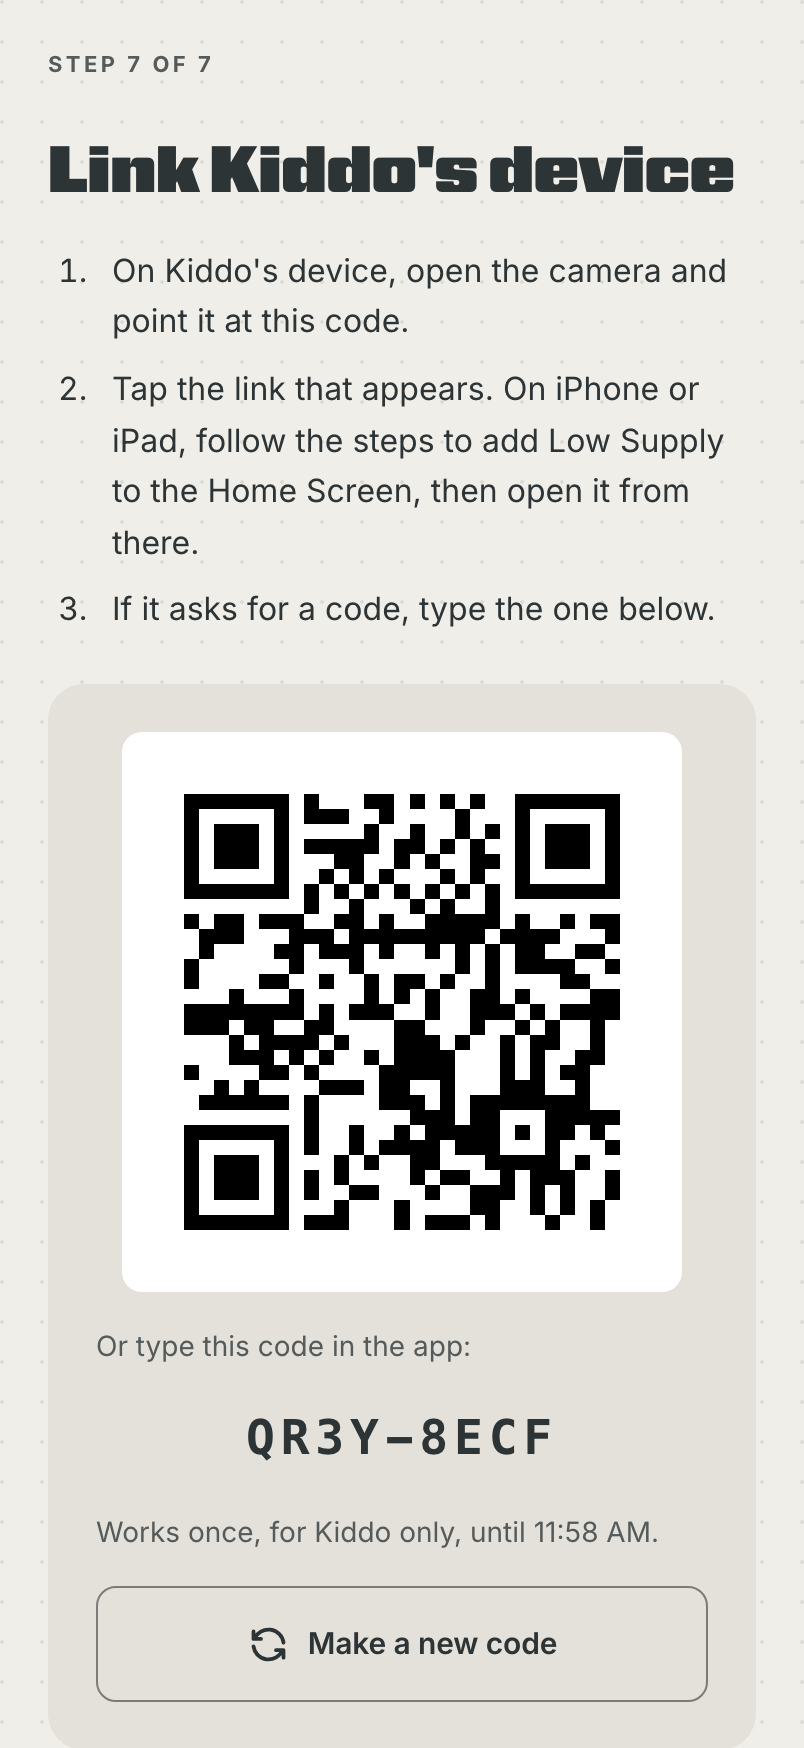 STEP 7 OF 7
Link Kiddo's device
1. On Kiddo's device, open the camera and
point it at this code.
2. Tap the link that appears. On iPhone or
iPad, follow the steps to add Low Supply
to the Home Screen, then open it from
there.
3. If it asks for a code, type the one below.
Or type this code in the app:
QR3Y–8ECF
Works once, for Kiddo only, until 11:58 AM.
Make a new code